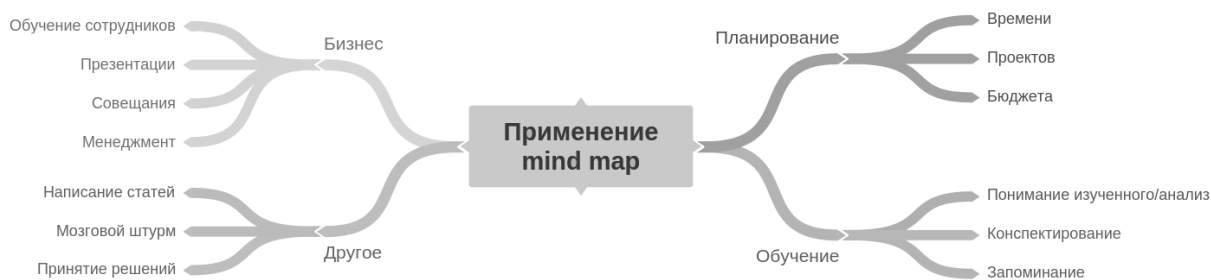 Применение
mind map
Бизнес
Обучение сотрудников
Презентации
Совещания
Менеджмент
Другое
Написание статей
Мозговой штурм
Принятие решений
Планирование
Времени
Проектов
Бюджета
Обучение
Понимание изученного/анализ
Конспектирование
Запоминание